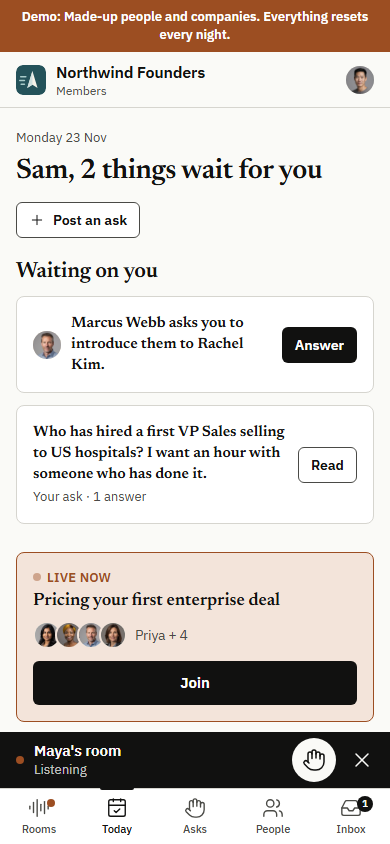 Demo: Made-up people and companies. Everything resets
every night.
Northwind Founders
Members
Monday 23 Nov
Sam, 2 things wait for you
Post an ask
Waiting on you
Marcus Webb asks you to
introduce them to Rachel
Kim.
Answer
Who has hired a first VP Sales selling
to US hospitals? I want an hour with
someone who has done it.
Your ask · 1 answer
Read
LIVE NOW
Pricing your first enterprise deal
Priya + 4
Join
Maya's room
Listening
Rooms
Today
Asks
People
1
Inbox